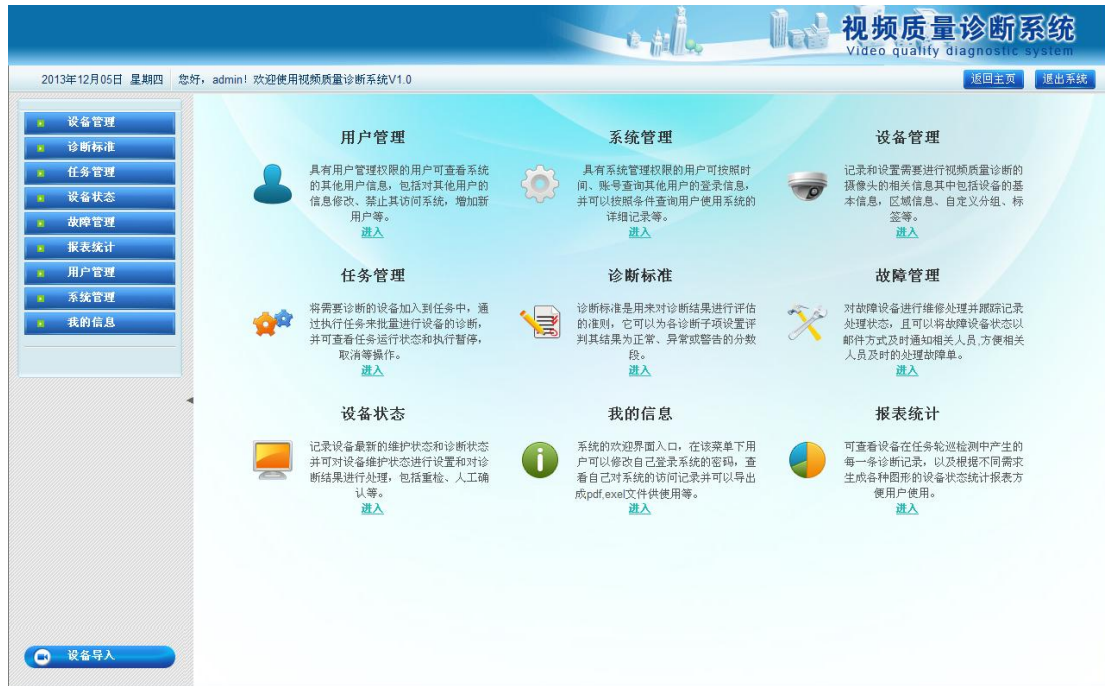 视频质量诊断系统
Video quality diagnostic system
2013年12月05日 星期四 您好，admin！欢迎使用视频质量诊断系统V1.0
返回主页 退出系统
设备管理
诊断标准
任务管理
设备状态
故障管理
报表统计
用户管理
系统管理
我的信息
设备导入
用户管理
具有用户管理权限的用户可查看系统
的其他用户信息，包括对其他用户的
信息修改、禁止其访问系统，增加新
用户等。
进入
系统管理
具有系统管理权限的用户可按照时
间、账号查询其他用户的登录信息，
并可以按照条件查询用户使用系统的
详细记录等。
进入
设备管理
记录和设置需要进行视频质量诊断的
摄像头的相关信息其中包括设备的基
本信息，区域信息、自定义分组、标
签等。
进入
任务管理
将需要诊断的设备加入到任务中，通
过执行任务来批量进行设备的诊断，
并可查看任务运行状态和执行暂停，
取消等操作。
进入
诊断标准
诊断标准是用来对诊断结果进行评估
的准则，它可以为各诊断子项设置评
判其结果为正常、异常或警告的分数
段。
进入
故障管理
对故障设备进行维修处理并跟踪记录
处理状态，且可以将故障设备状态以
邮件方式及时通知相关人员,方便相关
人员及时的处理故障单。
进入
设备状态
记录设备最新的维护状态和诊断状态
并可对设备维护状态进行设置和对诊
断结果进行处理，包括重检、人工确
认等。
进入
我的信息
系统的欢迎界面入口，在该菜单下用
户可以修改自己登录系统的密码，查
看自己对系统的访问记录并可以导出
成pdf,exel文件供使用等。
进入
报表统计
可查看设备在任务轮巡检测中产生的
每一条诊断记录，以及根据不同需求
生成各种图形的设备状态统计报表方
便用户使用。
进入